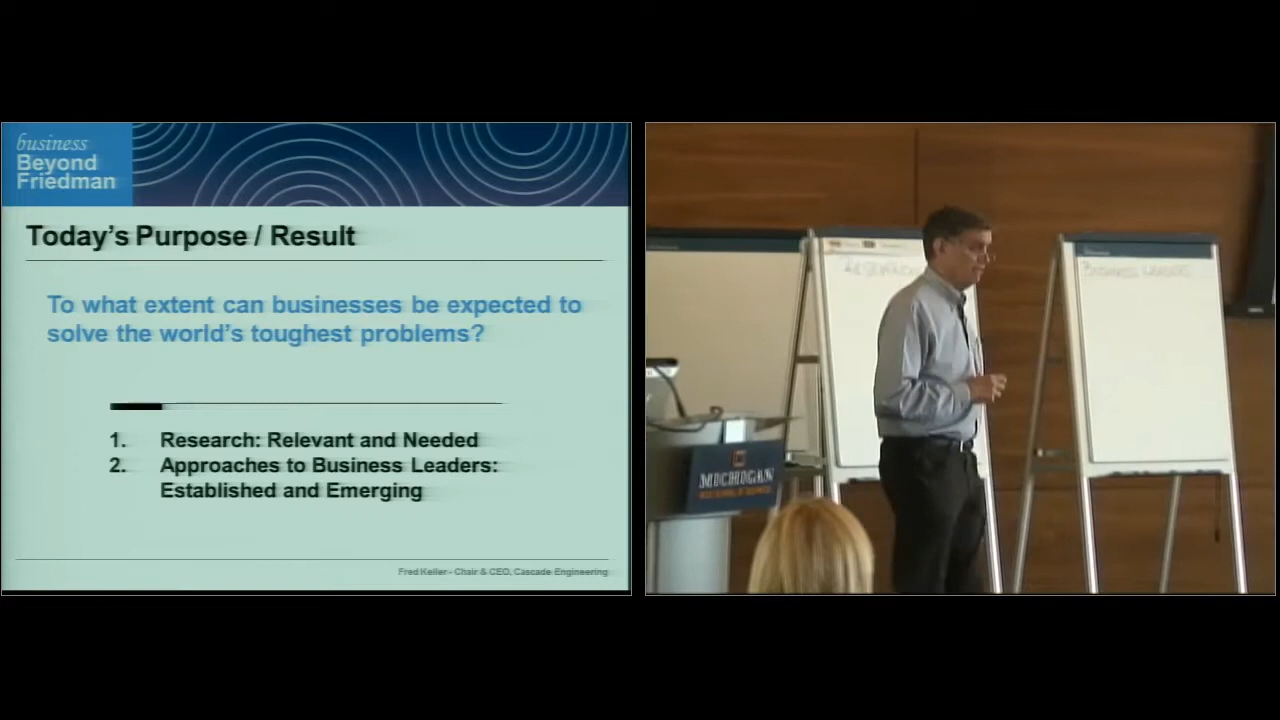 business
Beyond
Friedman
Today's Purpose / Result
To what extent can businesses be expected to
solve the world's toughest problems?
1. Research: Relevant and Needed
2. Approaches to Business Leaders:
Established and Emerging
Fred Keller - Chair & CEO, Cascade Engineering
BUSINESS LEADERS
MICHIGAN